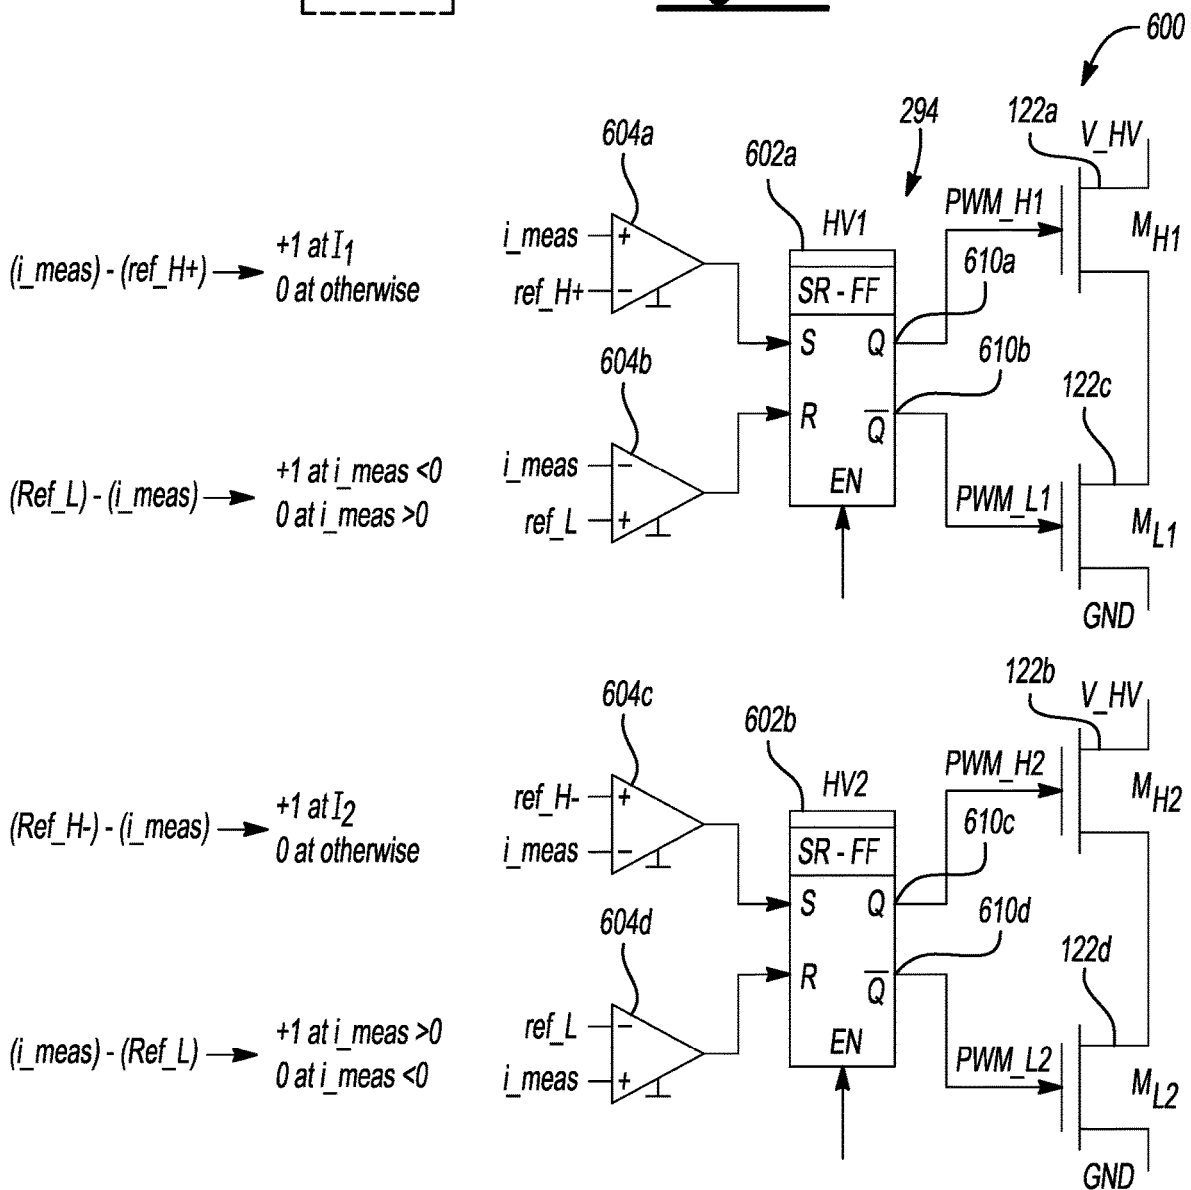 600
294
122a
V_HV
604a
602a
HV1
PWM_H1
M_H1
(i_meas) - (ref_H+)
+1 at I1
0 at otherwise
i_meas
+
ref_H+
−
610a
SR - FF
S
Q
604b
610b
122c
R
Q̅
(Ref_L) - (i_meas)
+1 at i_meas <0
0 at i_meas >0
i_meas
−
ref_L
+
EN
PWM_L1
ML1
GND
122b
V_HV
604c
602b
HV2
PWM_H2
MH2
(Ref_H-) - (i_meas)
+1 at I2
0 at otherwise
ref_H-
+
i_meas
−
610c
SR - FF
S
Q
604d
610d
122d
R
Q̅
(i_meas) - (Ref_L)
+1 at i_meas >0
0 at i_meas <0
ref_L
−
i_meas
+
EN
PWM_L2
ML2
GND